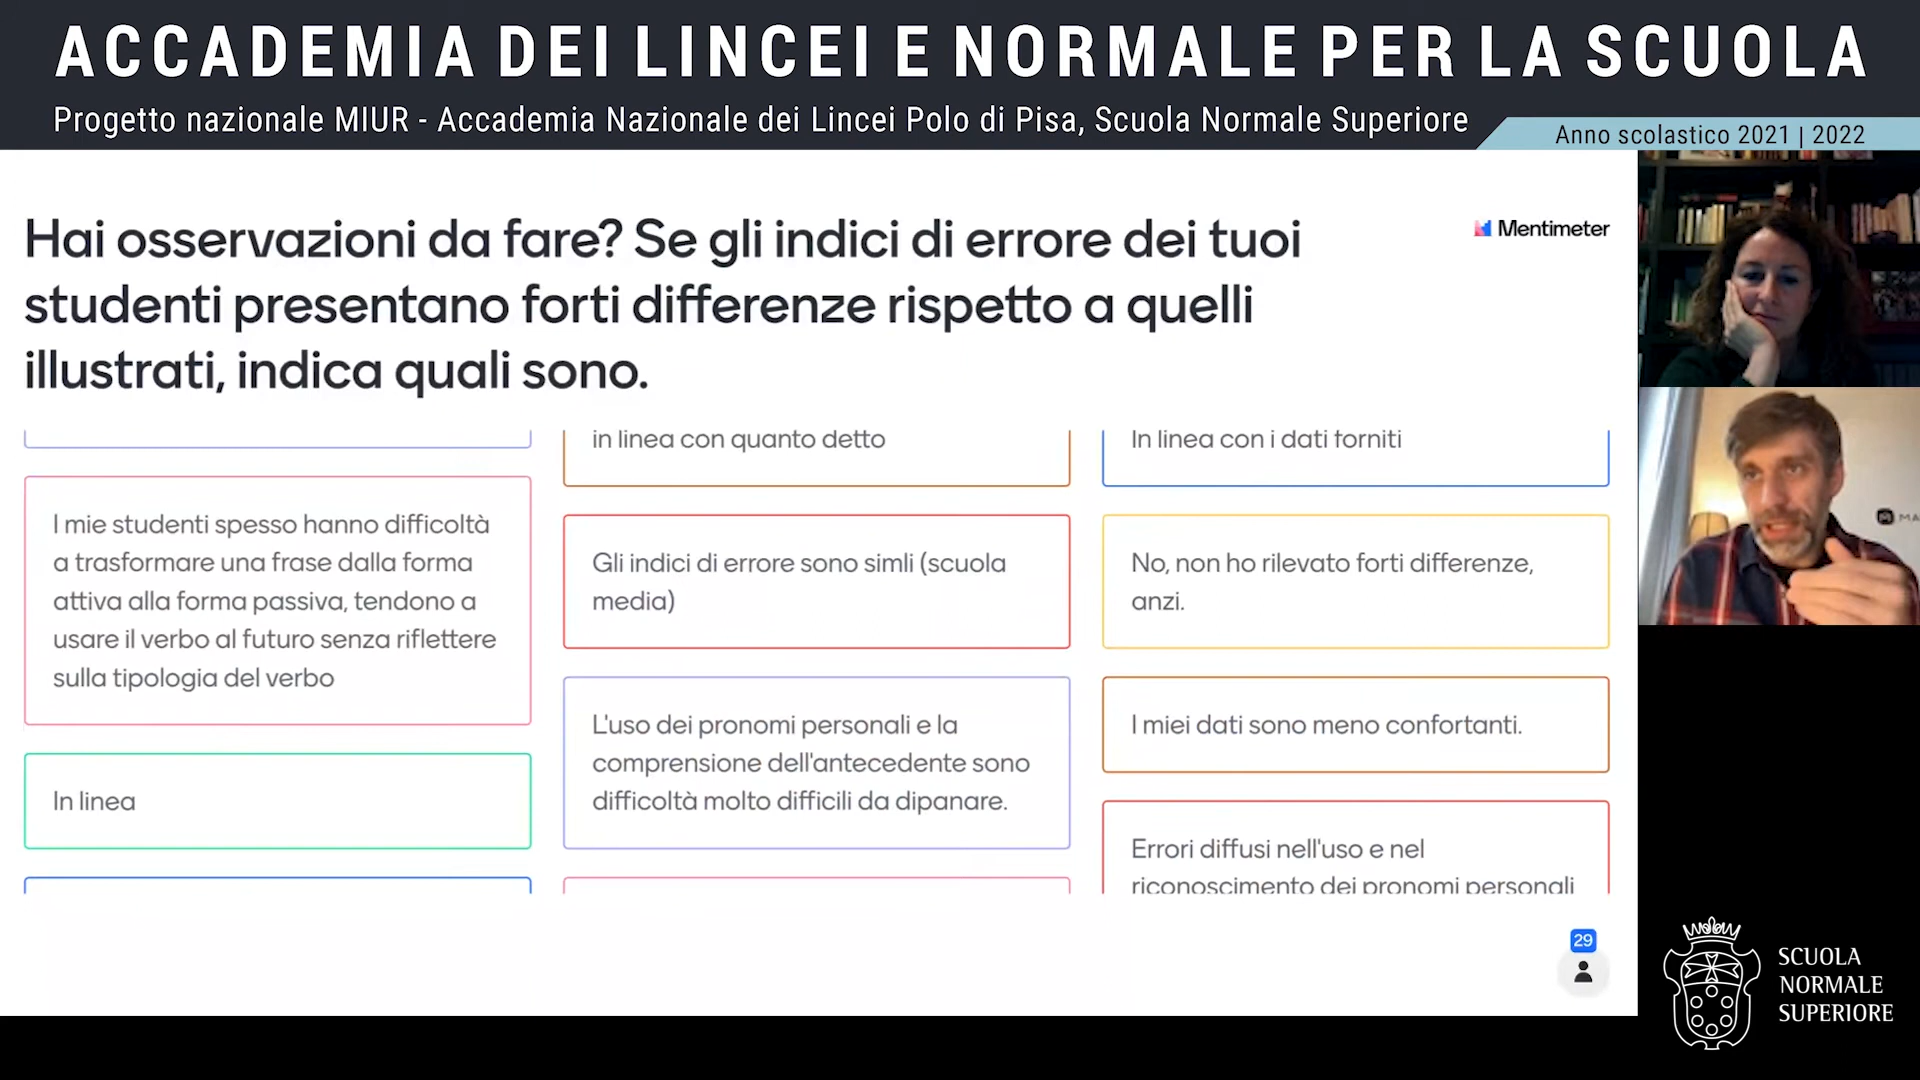 ACCADEMIA DEI LINCEI E NORMALE PER LA SCUOLA
Progetto nazionale MIUR - Accademia Nazionale dei Lincei Polo di Pisa, Scuola Normale Superiore
Anno scolastico 2021 | 2022
Hai osservazioni da fare? Se gli indici di errore dei tuoi
studenti presentano forti differenze rispetto a quelli
illustrati, indica quali sono.
Mentimeter
I mie studenti spesso hanno difficoltà
a trasformare una frase dalla forma
attiva alla forma passiva, tendono a
usare il verbo al futuro senza riflettere
sulla tipologia del verbo
In linea
in linea con quanto detto
Gli indici di errore sono simli (scuola
media)
L'uso dei pronomi personali e la
comprensione dell'antecedente sono
difficoltà molto difficili da dipanare.
In linea con i dati forniti
No, non ho rilevato forti differenze,
anzi.
I miei dati sono meno confortanti.
Errori diffusi nell'uso e nel
riconoscimento dei pronomi personali
29
MA
SCUOLA
NORMALE
SUPERIORE